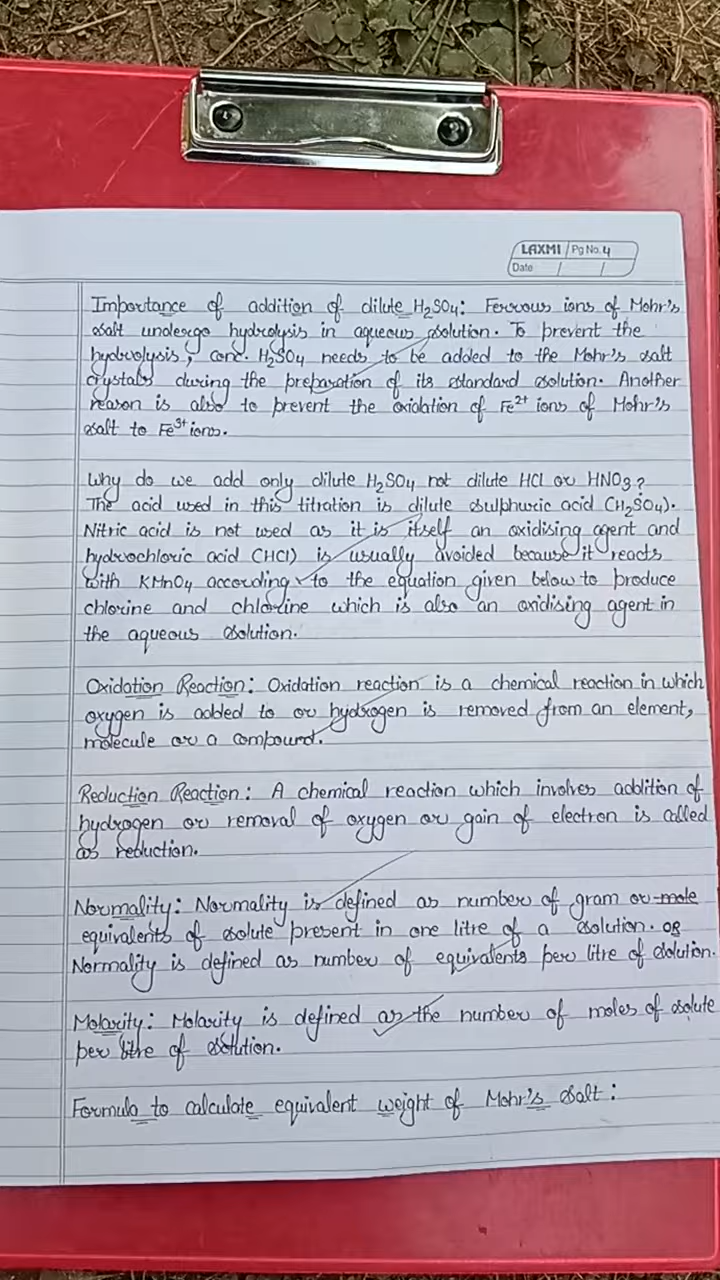 LAXMI Pg No. 4
Date / /
Importance of addition of dilute H₂SO₄: Ferrous ions of Mohr's
salt undergo hydrolysis in aqueous solution. To prevent the
hydrolysis, conc. H₂SO₄ needs to be added to the Mohr's salt
crystals during the preparation of its standard solution. Another
reason is also to prevent the oxidation of Fe²⁺ ions of Mohr's
salt to Fe³⁺ ions.
Why do we add only dilute H₂SO₄ not dilute HCl or HNO₃?
The acid used in this titration is dilute sulphuric acid (H₂SO₄).
Nitric acid is not used as it is itself an oxidising agent and
hydrochloric acid (HCl) is usually avoided because it reacts
with KMnO₄ according to the equation given below to produce
chlorine and chlorine which is also an oxidising agent in
the aqueous solution.
Oxidation Reaction: Oxidation reaction is a chemical reaction in which
oxygen is added to or hydrogen is removed from an element,
molecule or a compound.
Reduction Reaction: A chemical reaction which involves addition of
hydrogen or removal of oxygen or gain of electron is called
as reduction.
Normality: Normality is defined as number of gram or mole
equivalents of solute present in one litre of a solution. OR
Normality is defined as number of equivalents per litre of solution.
Molarity: Molarity is defined as the number of moles of solute
per litre of solution.
Formula to calculate equivalent weight of Mohr's salt: